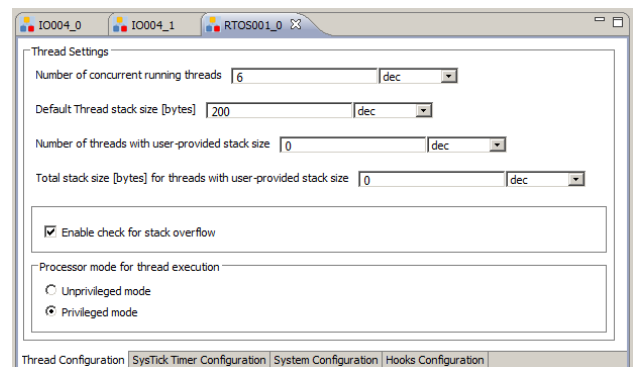 IO004_0 IO004_1 RTOS001_0
Thread Settings
Number of concurrent running threads 6 dec
Default Thread stack size [bytes] 200 dec
Number of threads with user-provided stack size 0 dec
Total stack size [bytes] for threads with user-provided stack size 0 dec
Enable check for stack overflow
Processor mode for thread execution
Unprivileged mode
Privileged mode
Thread Configuration SysTick Timer Configuration System Configuration Hooks Configuration